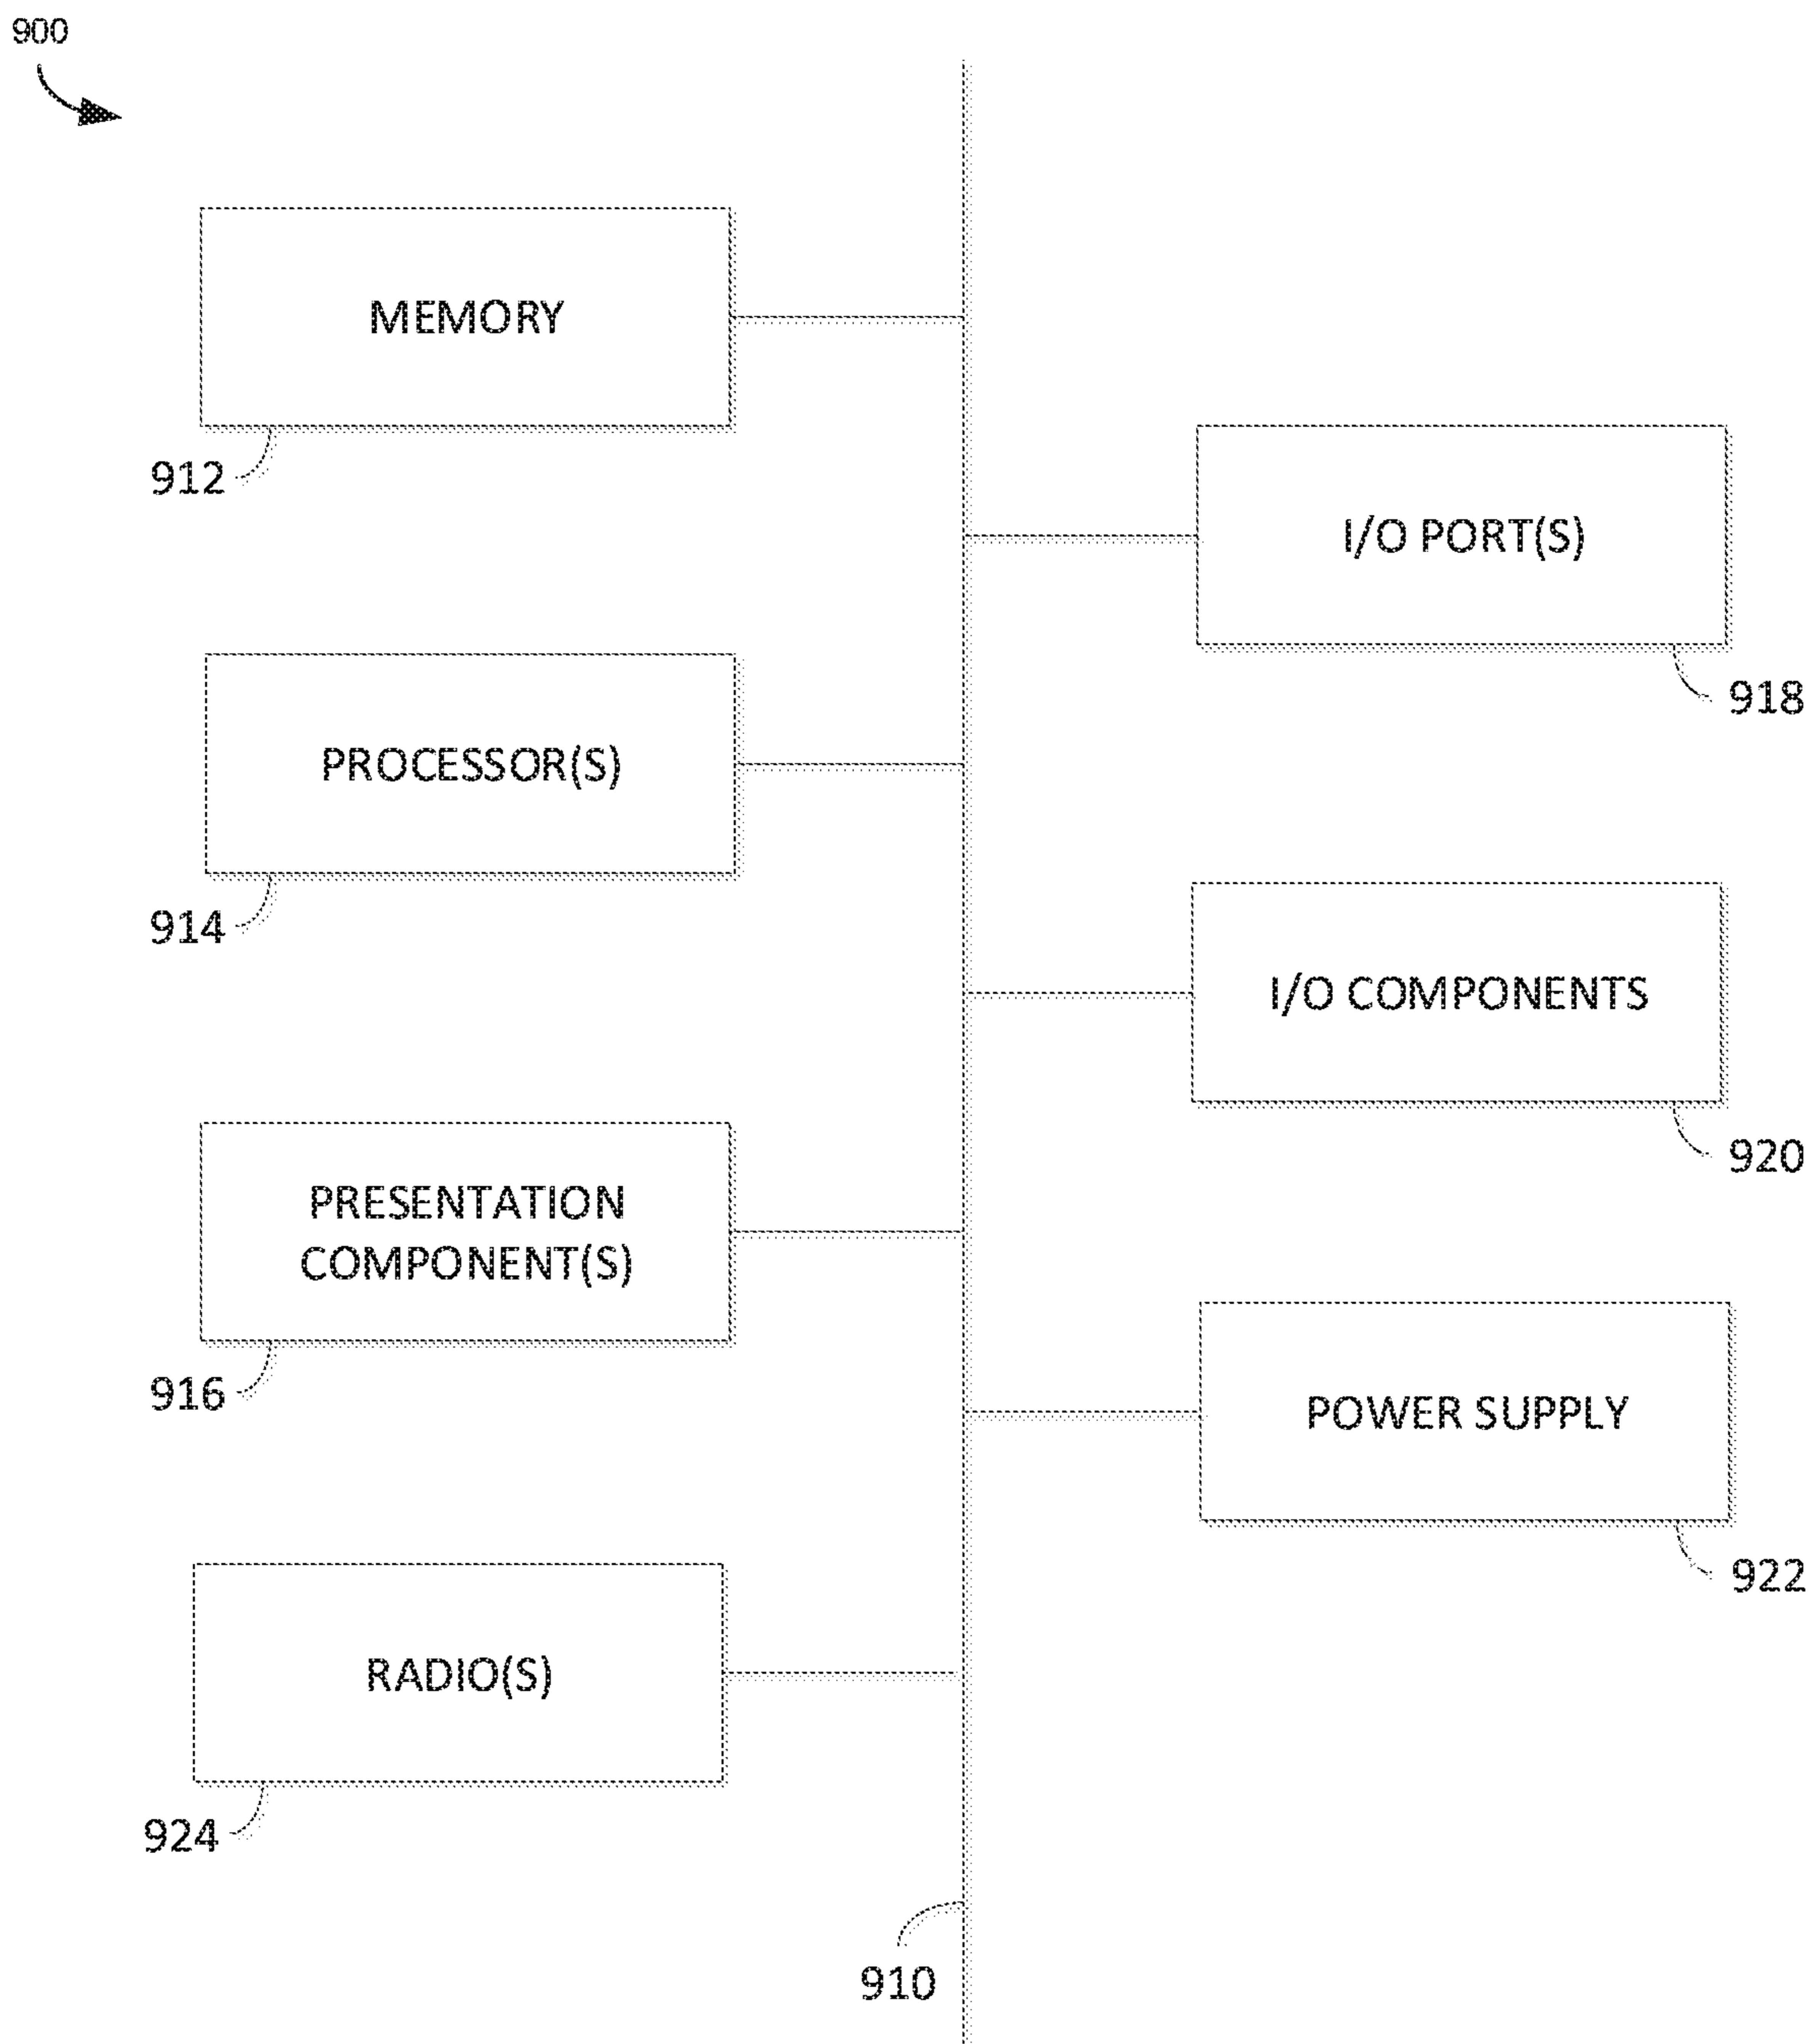 900
MEMORY
912
I/O PORT(S)
918
PROCESSOR(S)
914
I/O COMPONENTS
920
PRESENTATION
COMPONENT(S)
916
POWER SUPPLY
922
RADIO(S)
924
910